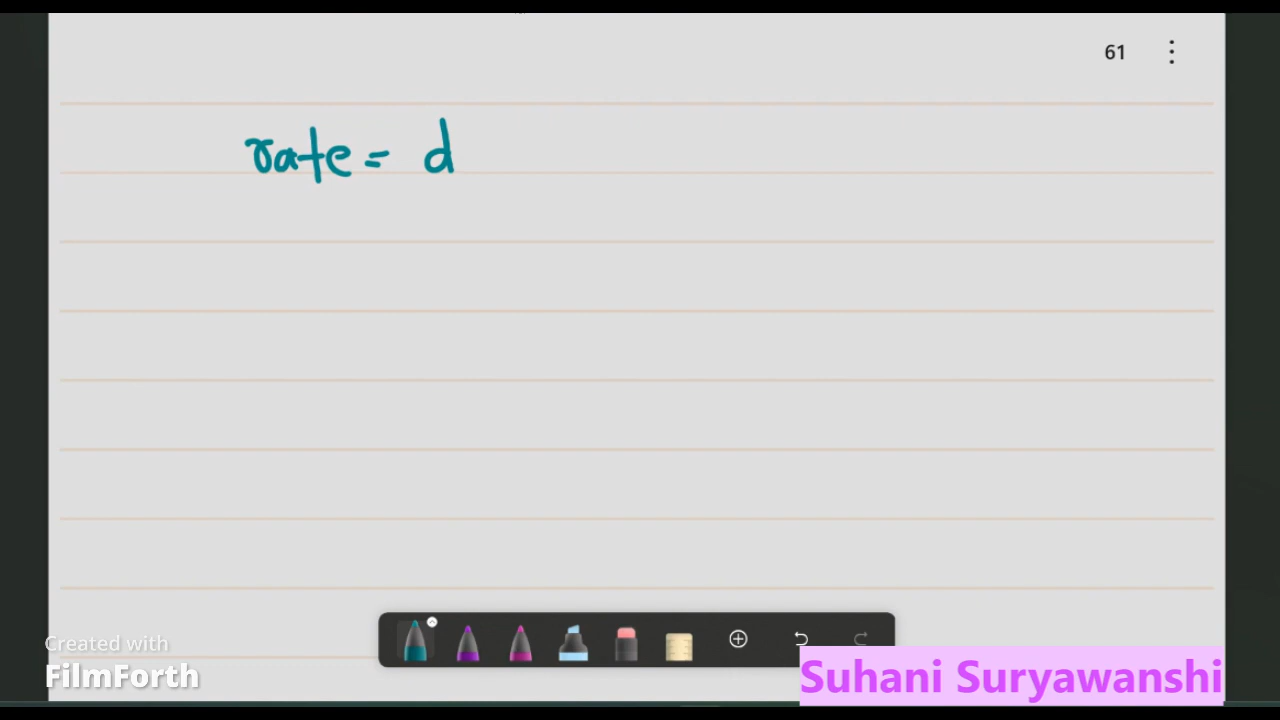 61
rate = d
Created with
FilmForth
Suhani Suryawanshi